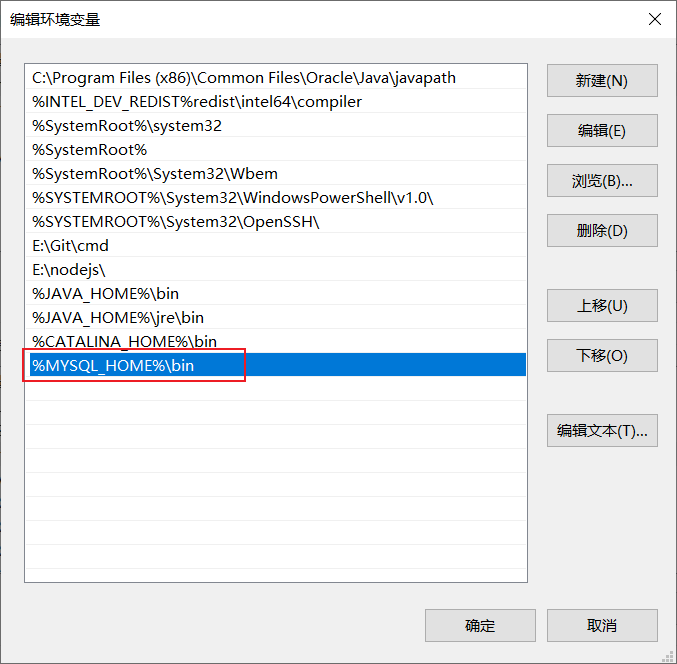 编辑环境变量
C:\Program Files (x86)\Common Files\Oracle\Java\javapath
%INTEL_DEV_REDIST%redist\intel64\compiler
%SystemRoot%\system32
%SystemRoot%
%SystemRoot%\System32\Wbem
%SYSTEMROOT%\System32\WindowsPowerShell\v1.0\
%SYSTEMROOT%\System32\OpenSSH\
E:\Git\cmd
E:\nodejs\
%JAVA_HOME%\bin
%JAVA_HOME%\jre\bin
%CATALINA_HOME%\bin
%MYSQL_HOME%\bin
新建(N)
编辑(E)
浏览(B)...
删除(D)
上移(U)
下移(O)
编辑文本(T)...
确定
取消